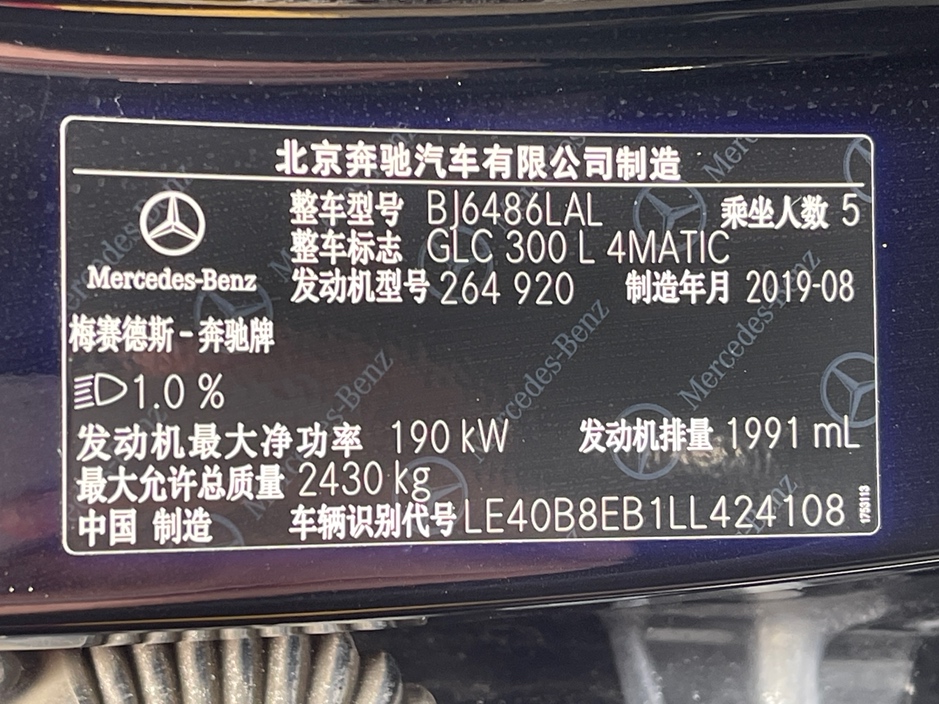 北京奔驰汽车有限公司制造
整车型号 BJ6486LAL 乘坐人数 5
整车标志 GLC 300 L 4MATIC
Mercedes-Benz 发动机型号 264 920 制造年月 2019-08
梅赛德斯-奔驰牌
1.0 %
发动机最大净功率 190 kW 发动机排量 1991 mL
最大允许总质量 2430 kg
中国 制造 车辆识别代号 LE40B8EB1LL424108
1753113